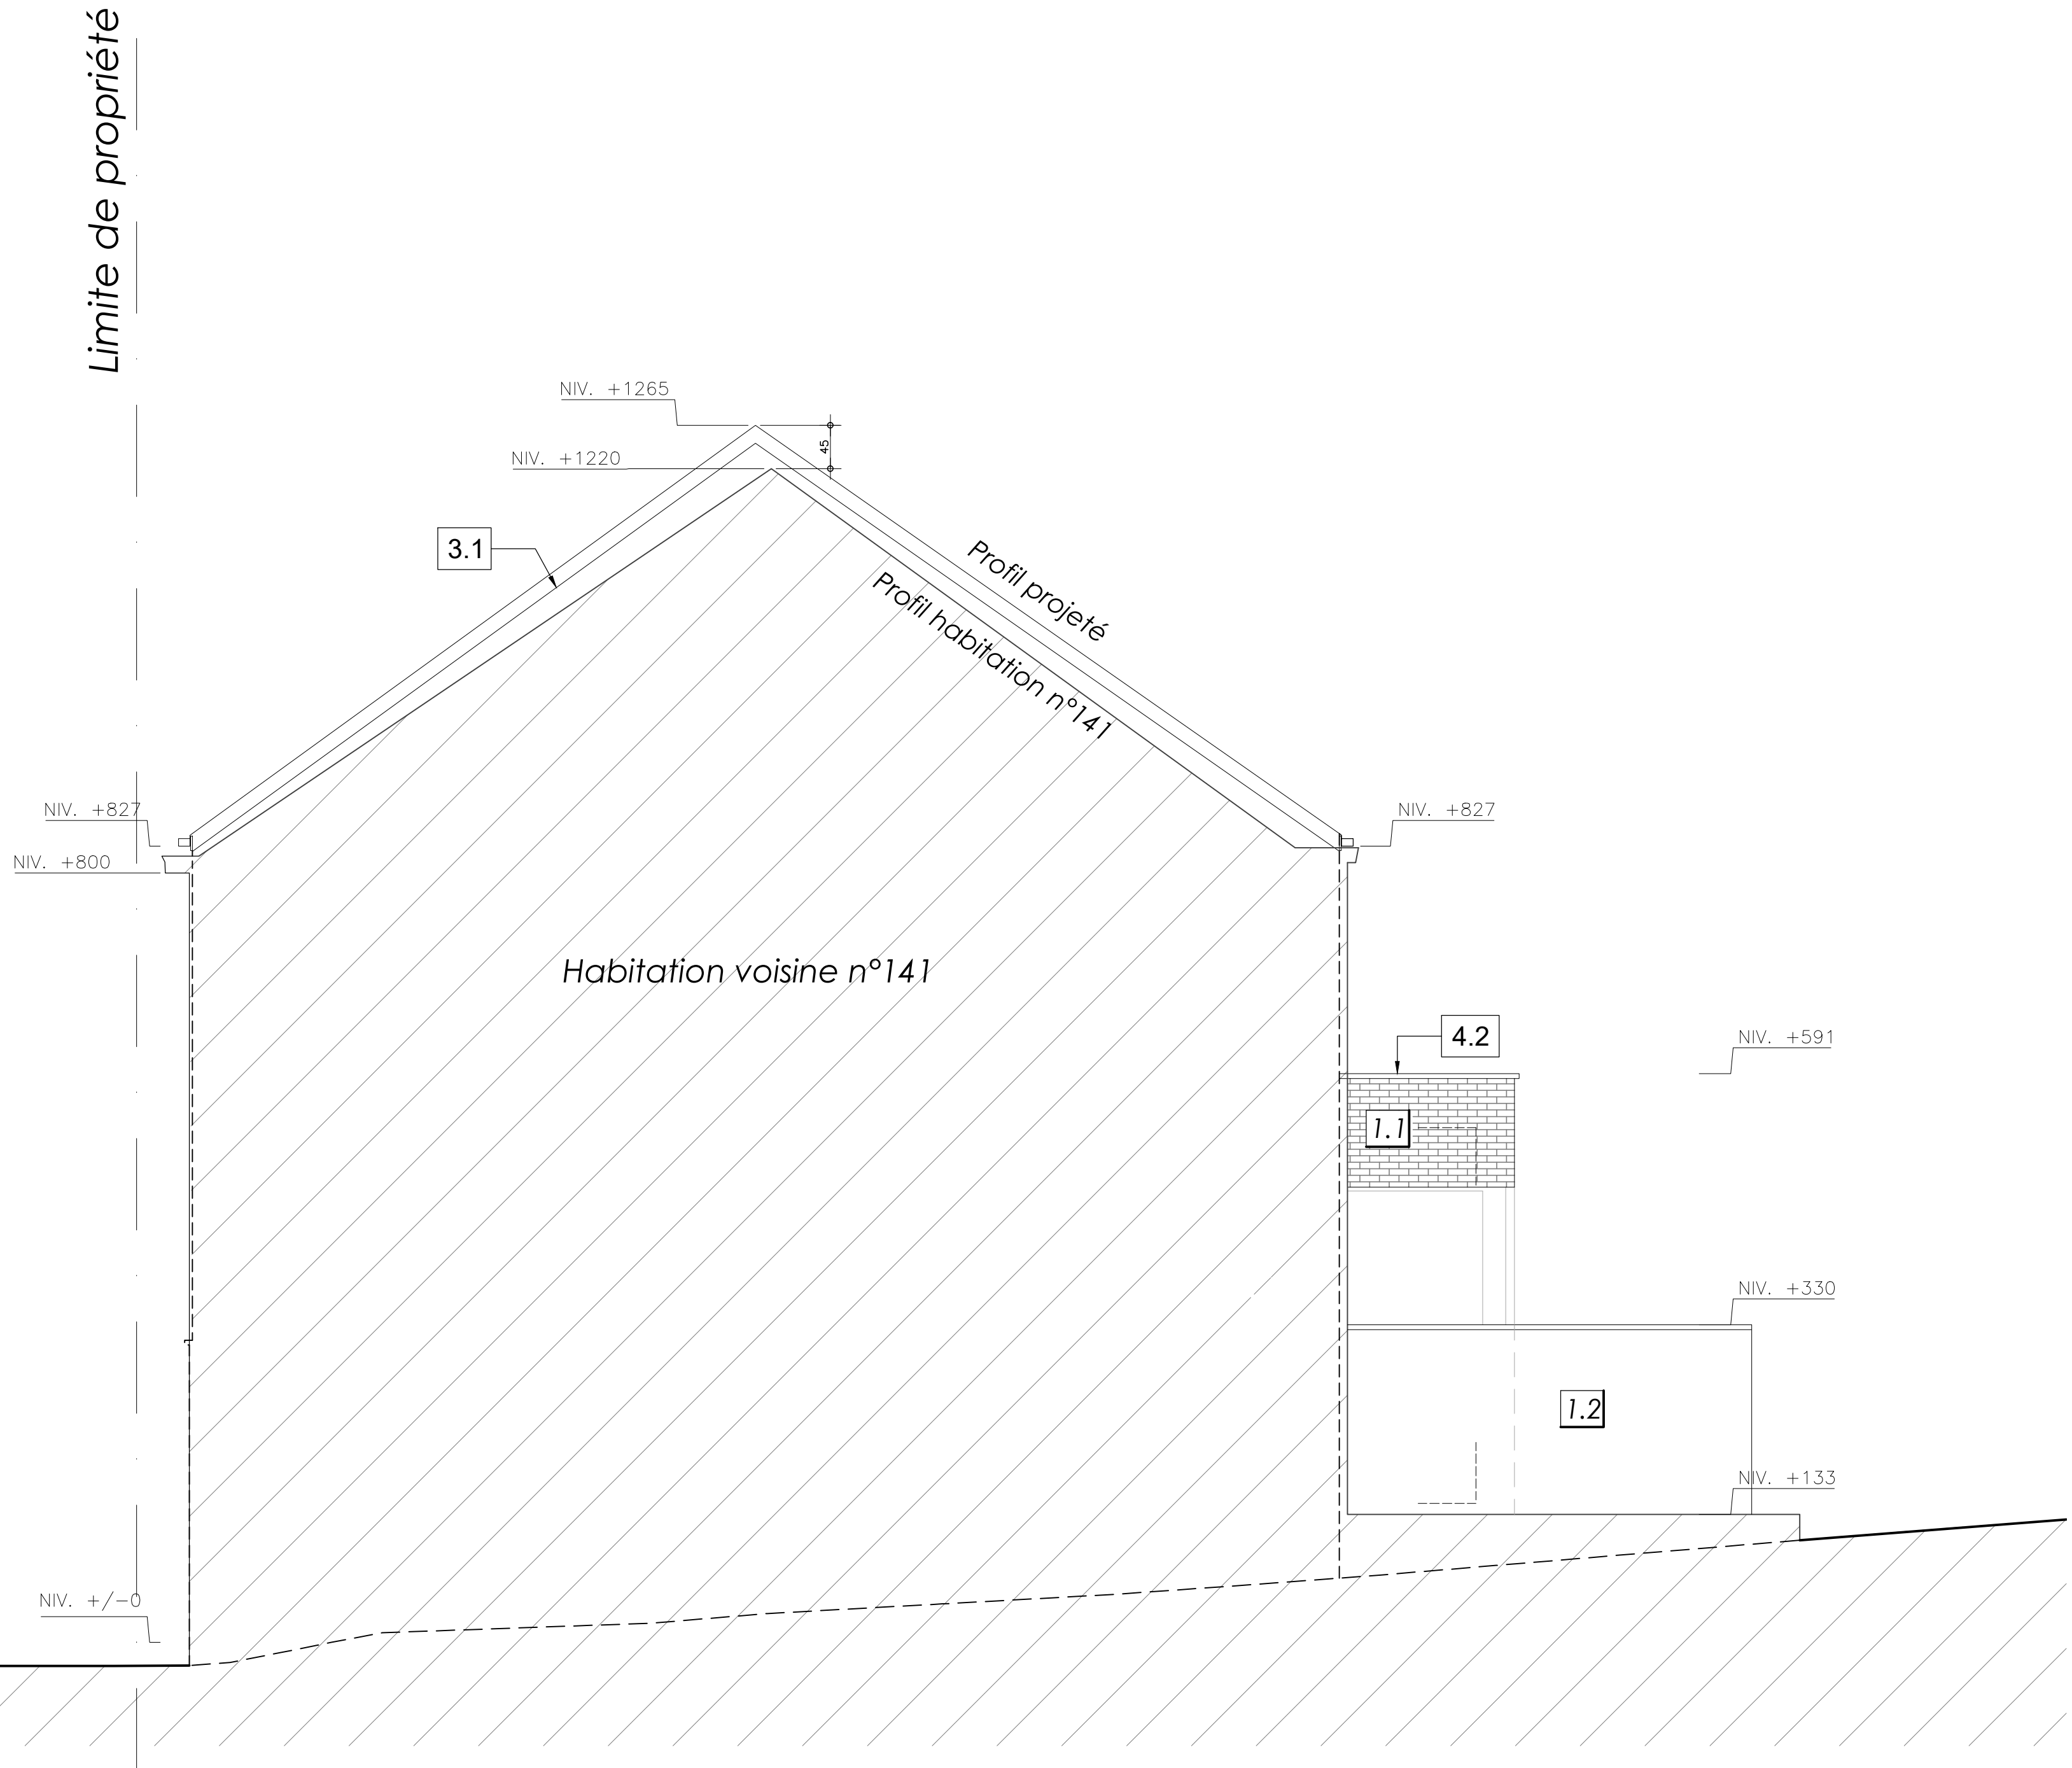 Limite de propriété
NIV. +1265
45
NIV. +1220
3.1
Profil projeté
Profil habitation n°141
NIV. +827
NIV. +827
NIV. +800
Habitation voisine n°141
4.2
NIV. +591
1.1
NIV. +330
1.2
NIV. +133
NIV. +/-0